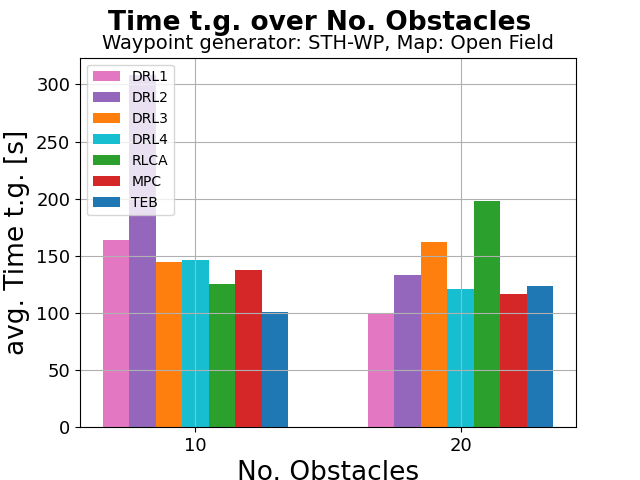 Time t.g. over No. Obstacles
Waypoint generator: STH-WP, Map: Open Field
avg. Time t.g. [s]
300
250
200
150
100
50
0
DRL1
DRL2
DRL3
DRL4
RLCA
MPC
TEB
10
20
No. Obstacles